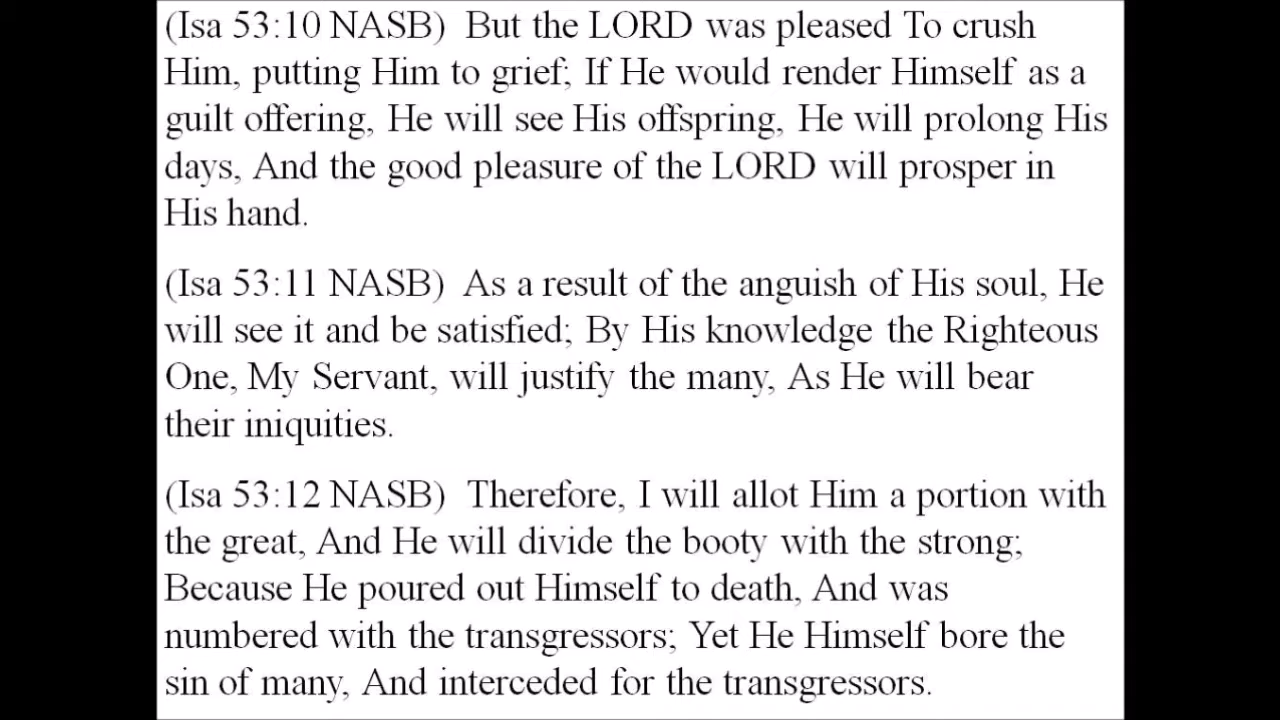 (Isa 53:10 NASB)  But the LORD was pleased To crush
Him, putting Him to grief; If He would render Himself as a
guilt offering, He will see His offspring, He will prolong His
days, And the good pleasure of the LORD will prosper in
His hand.
(Isa 53:11 NASB)  As a result of the anguish of His soul, He
will see it and be satisfied; By His knowledge the Righteous
One, My Servant, will justify the many, As He will bear
their iniquities.
(Isa 53:12 NASB)  Therefore, I will allot Him a portion with
the great, And He will divide the booty with the strong;
Because He poured out Himself to death, And was
numbered with the transgressors; Yet He Himself bore the
sin of many, And interceded for the transgressors.